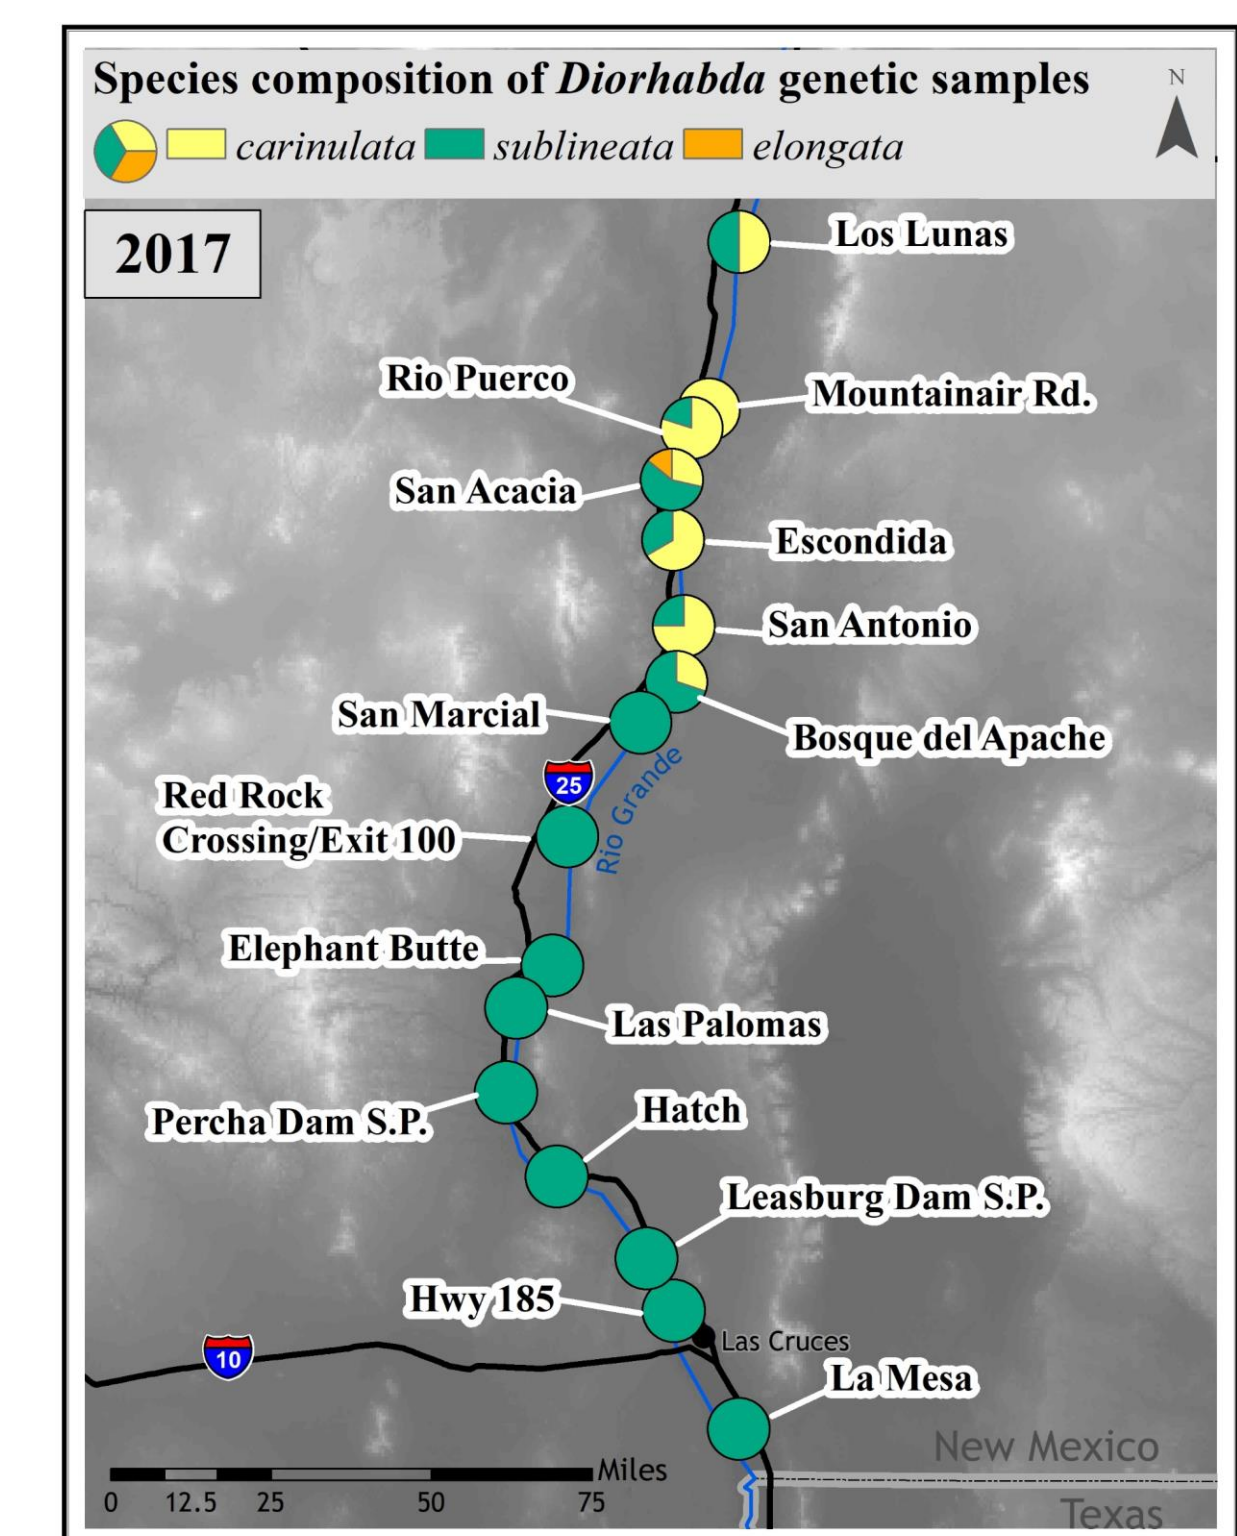 Species composition of Diorhabda genetic samples
N
carinulata sublineata elongata
2017
Los Lunas
Rio Puerco
Mountainair Rd.
San Acacia
Escondida
San Antonio
San Marcial
Bosque del Apache
25
Rio Grande
Red Rock
Crossing/Exit 100
Elephant Butte
Las Palomas
Percha Dam S.P.
Hatch
Leasburg Dam S.P.
Hwy 185
10
Las Cruces
La Mesa
New Mexico
Miles
0 12.5 25 50 75
Texas